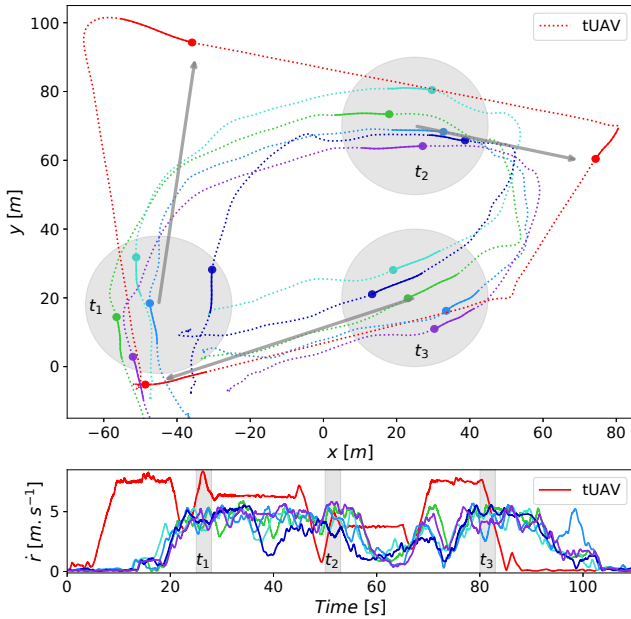 tUAV
100
80
60
40
20
0
y [m]
t₁
t₂
t₃
−60 −40 −20 0 20 40 60 80
x [m]
tUAV
5
0
ṙ [m.s⁻¹]
t₁ t₂ t₃
0 20 40 60 80 100
Time [s]